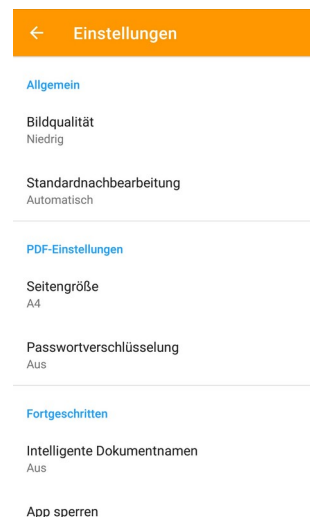 Einstellungen
Allgemein
Bildqualität
Niedrig
Standardnachbearbeitung
Automatisch
PDF-Einstellungen
Seitengröße
A4
Passwortverschlüsselung
Aus
Fortgeschritten
Intelligente Dokumentnamen
Aus
App sperren